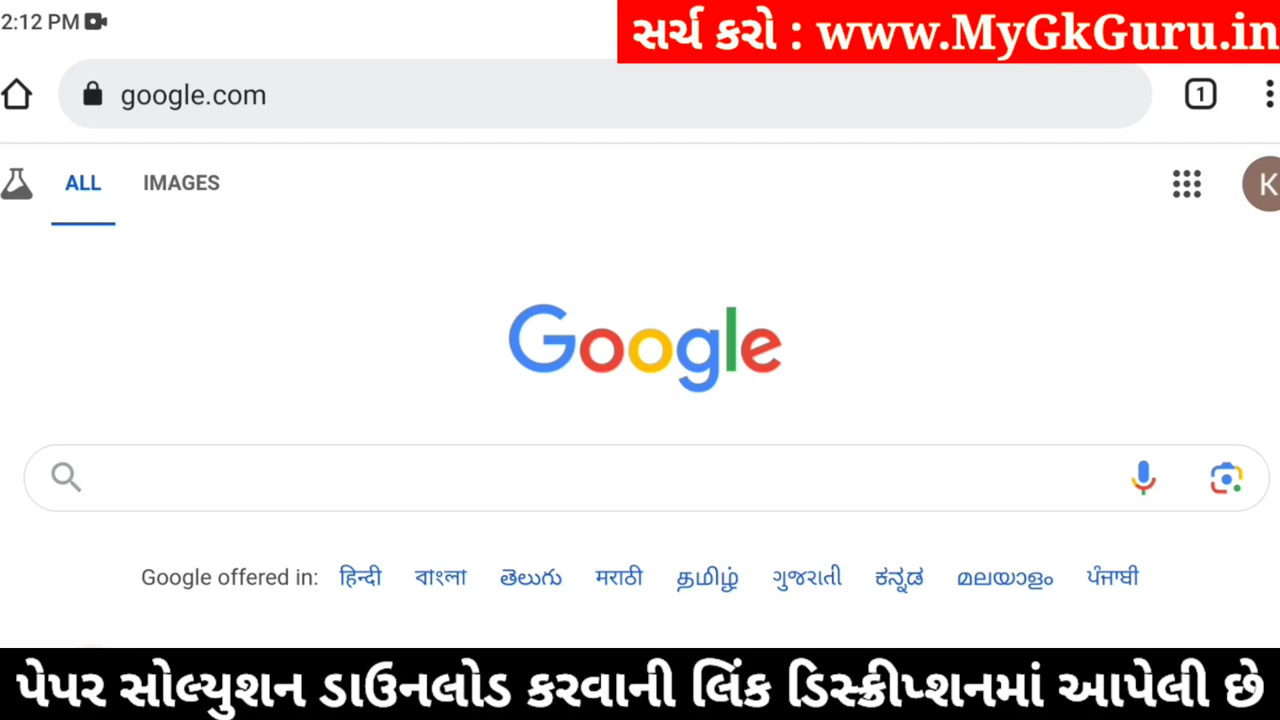 2:12 PM
સર્ચ કરો : www.MyGkGuru.in
google.com
1
ALL IMAGES
K
Google
Google offered in: हिन्दी বাংলা తెలుగు मराठी தமிழ் ગુજરાતી ಕನ್ನಡ മലയാളം ਪੰਜਾਬੀ
પેપર સોલ્યુશન ડાઉનલોડ કરવાની લિંક ડિસ્ક્રીપ્શનમાં આપેલી છે